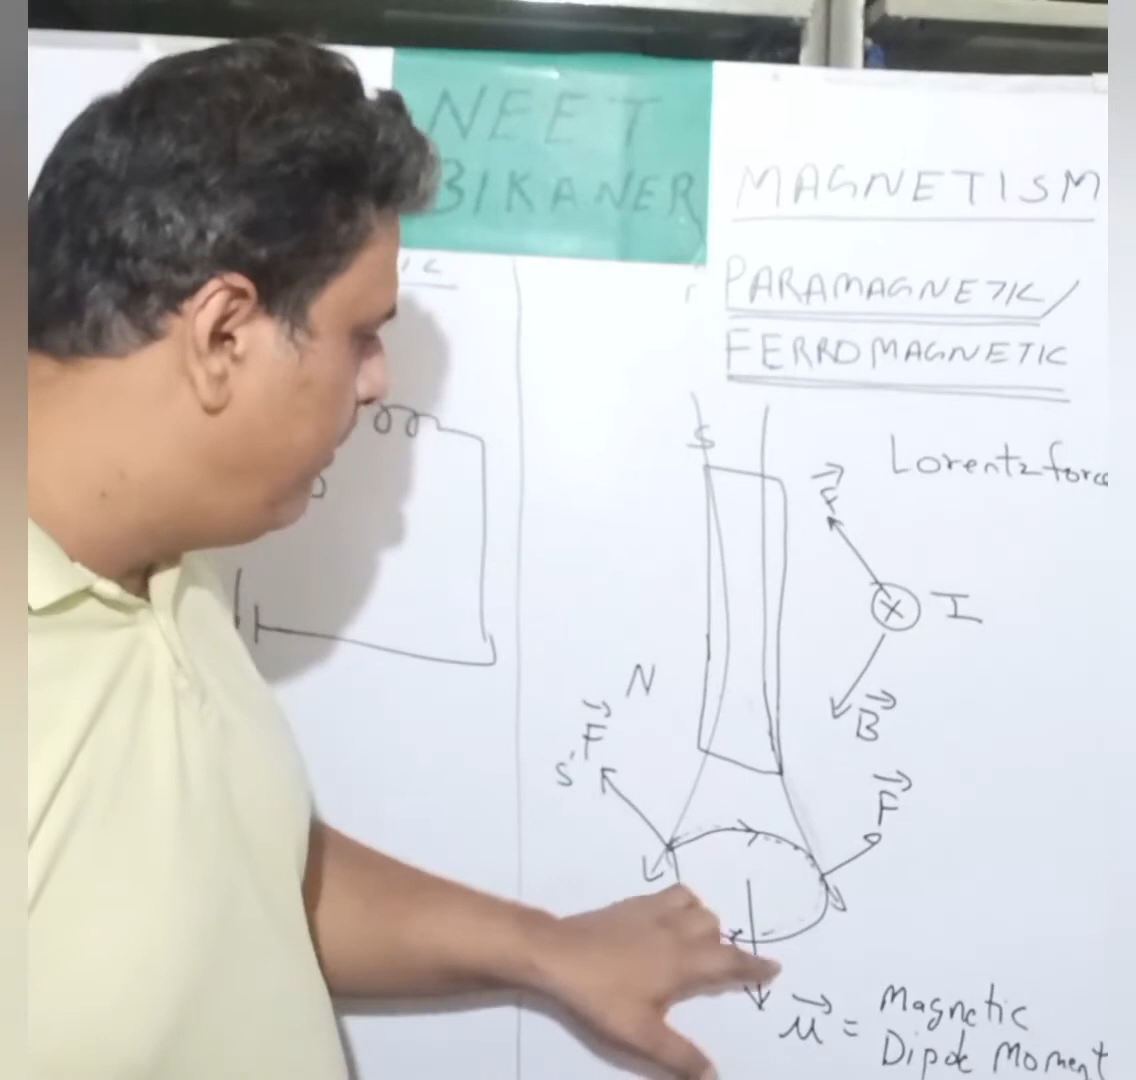 NEET
BIKANER
MAGNETISM
PARAMAGNETIC/
FERROMAGNETIC
S
Lorentz force
F
I
N
B
F
S
F
μ = Magnetic
Dipole Moment